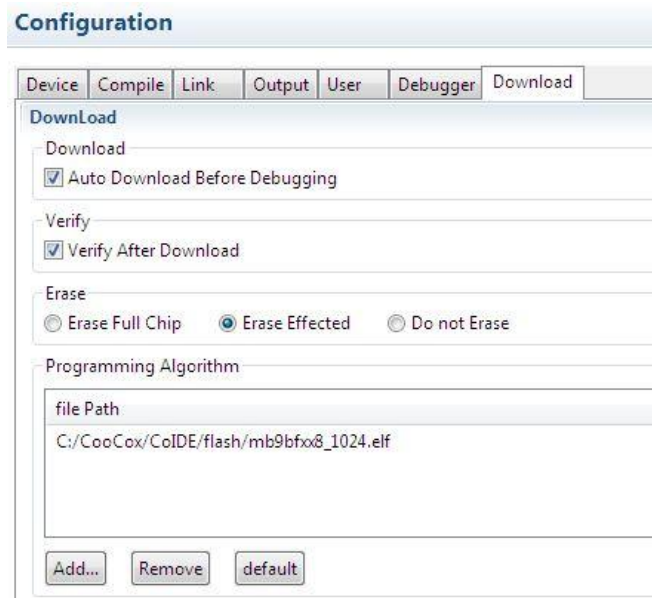 Configuration
Device Compile Link Output User Debugger Download
DownLoad
Download
Auto Download Before Debugging
Verify
Verify After Download
Erase
Erase Full Chip Erase Effected Do not Erase
Programming Algorithm
file Path
C:/CooCox/CoIDE/flash/mb9bfxx8_1024.elf
Add... Remove default